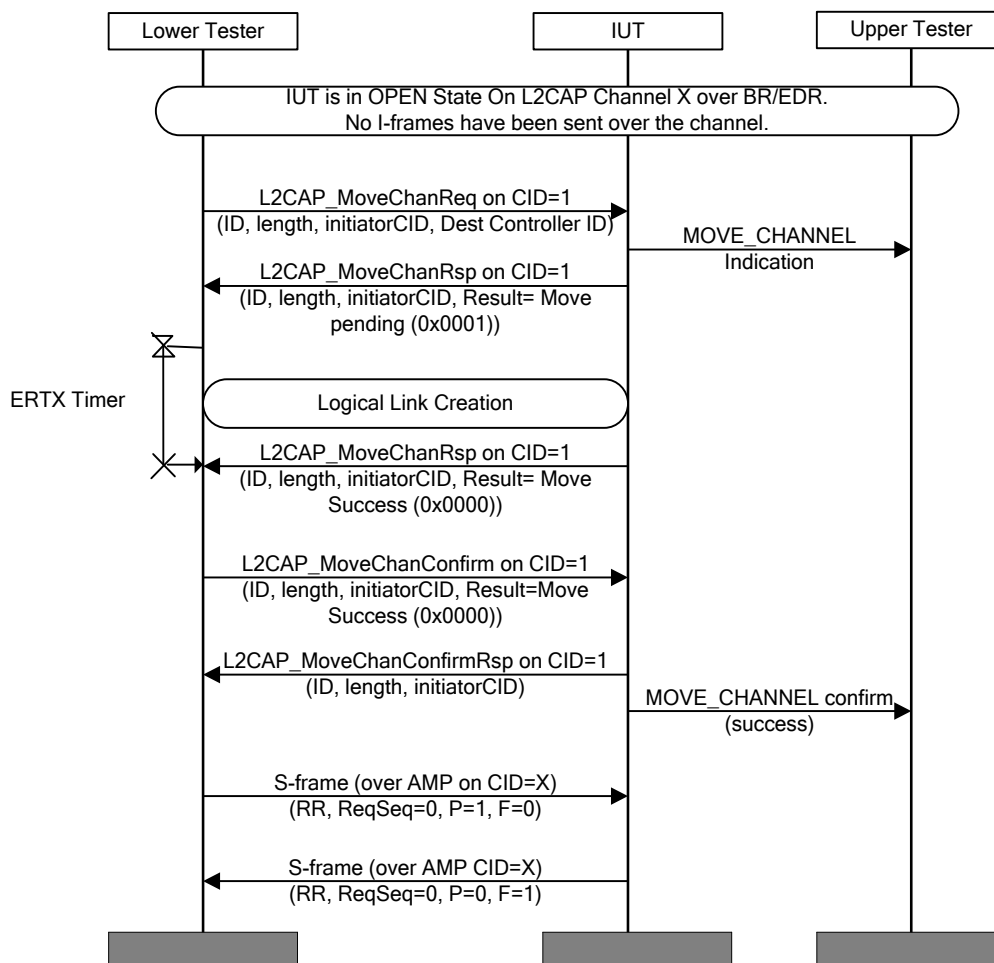 Lower Tester
IUT
Upper Tester
IUT is in OPEN State On L2CAP Channel X over BR/EDR.
No I-frames have been sent over the channel.
L2CAP_MoveChanReq on CID=1
(ID, length, initiatorCID, Dest Controller ID)
MOVE_CHANNEL
Indication
L2CAP_MoveChanRsp on CID=1
(ID, length, initiatorCID, Result= Move
pending (0x0001))
ERTX Timer
Logical Link Creation
L2CAP_MoveChanRsp on CID=1
(ID, length, initiatorCID, Result= Move
Success (0x0000))
L2CAP_MoveChanConfirm on CID=1
(ID, length, initiatorCID, Result=Move
Success (0x0000))
L2CAP_MoveChanConfirmRsp on CID=1
(ID, length, initiatorCID)
MOVE_CHANNEL confirm
(success)
S-frame (over AMP on CID=X)
(RR, ReqSeq=0, P=1, F=0)
S-frame (over AMP CID=X)
(RR, ReqSeq=0, P=0, F=1)